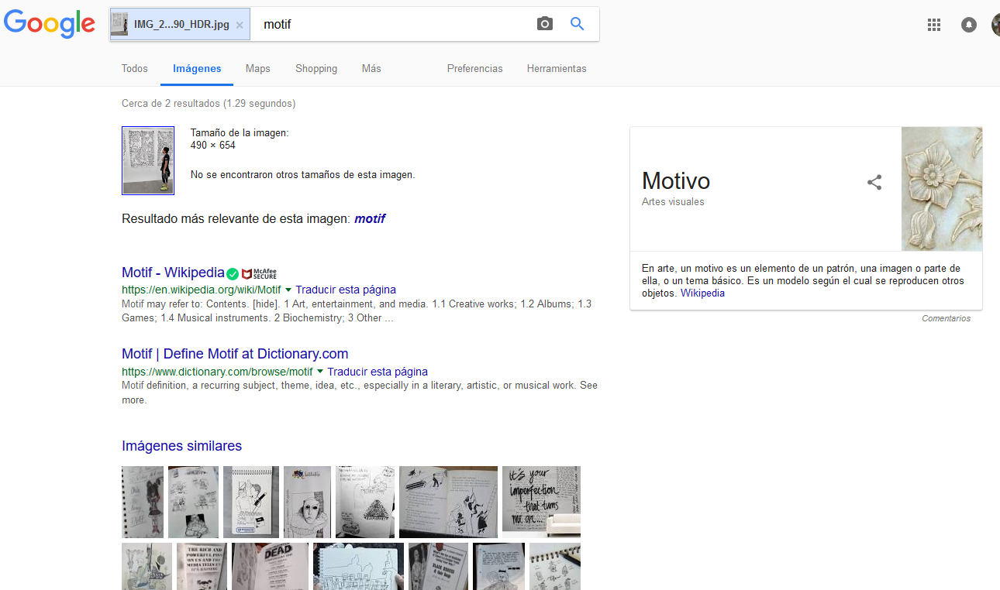 Google
IMG_2...90_HDR.jpg ×
motif
Todos
Imágenes
Maps
Shopping
Más
Preferencias
Herramientas
Cerca de 2 resultados (1.29 segundos)
Tamaño de la imagen:
490 × 654
No se encontraron otros tamaños de esta imagen.
Resultado más relevante de esta imagen: motif
Motif - Wikipedia McAfee SECURE
https://en.wikipedia.org/wiki/Motif Traducir esta página
Motif may refer to: Contents. [hide]. 1 Art, entertainment, and media. 1.1 Creative works; 1.2 Albums; 1.3
Games; 1.4 Musical instruments. 2 Biochemistry; 3 Other ...
Motif | Define Motif at Dictionary.com
https://www.dictionary.com/browse/motif Traducir esta página
Motif definition, a recurring subject, theme, idea, etc., especially in a literary, artistic, or musical work. See
more.
Imágenes similares
it's your
imperfection
that turns
me on...
THE RICH AND
POWERFUL PISS
ON US AND THE
MEDIA TELLS US
IT'S RAINING
DEAD
Motivo
Artes visuales
En arte, un motivo es un elemento de un patrón, una imagen o parte de
ella, o un tema básico. Es un modelo según el cual se reproducen otros
objetos. Wikipedia
Comentarios